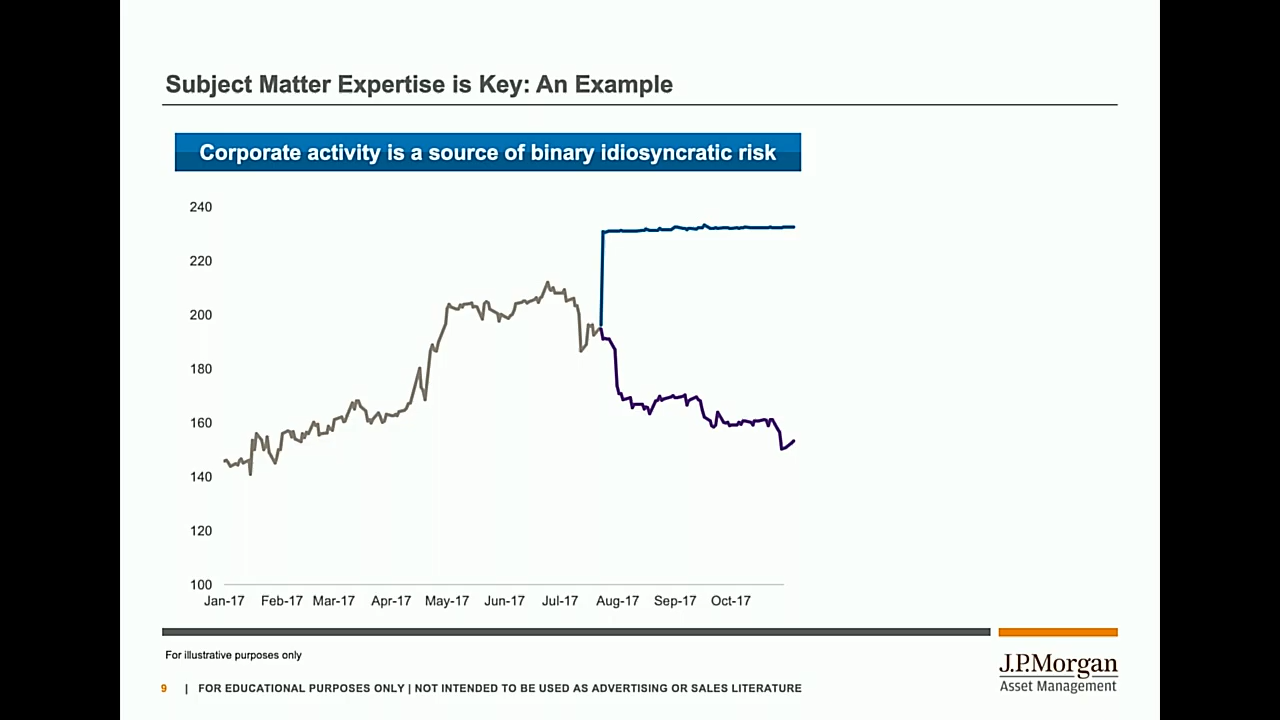 Subject Matter Expertise is Key: An Example
Corporate activity is a source of binary idiosyncratic risk
240
220
200
180
160
140
120
100
Jan-17 Feb-17 Mar-17 Apr-17 May-17 Jun-17 Jul-17 Aug-17 Sep-17 Oct-17
For illustrative purposes only
J.P.Morgan
Asset Management
9 | FOR EDUCATIONAL PURPOSES ONLY | NOT INTENDED TO BE USED AS ADVERTISING OR SALES LITERATURE